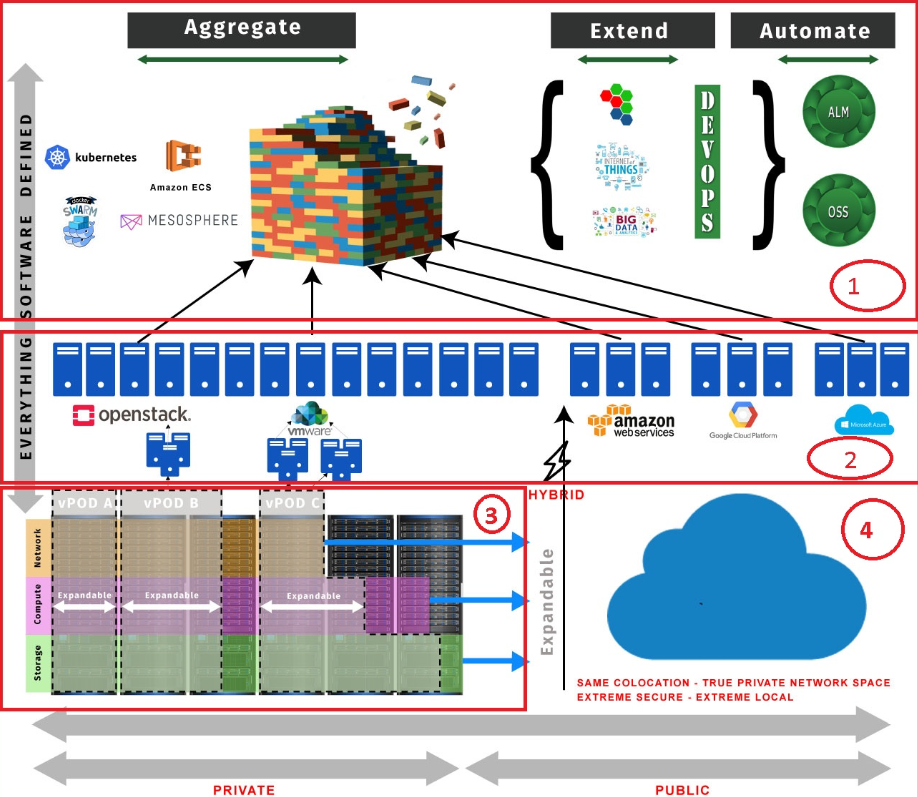 Aggregate
Extend
Automate
EVERYTHING SOFTWARE DEFINED
kubernetes
Amazon ECS
docker
SWARM
MESOSPHERE
INTERNET of
THINGS
BIG
DATA
DEVOPS
ALM
OSS
1
openstack.
vmware
amazon
web services
Google Cloud Platform
Microsoft Azure
2
HYBRID
vPOD A
vPOD B
vPOD C
3
4
Network
Compute
Storage
Expandable
Expandable
Expandable
Expandable
SAME COLOCATION - TRUE PRIVATE NETWORK SPACE
EXTREME SECURE - EXTREME LOCAL
PRIVATE
PUBLIC